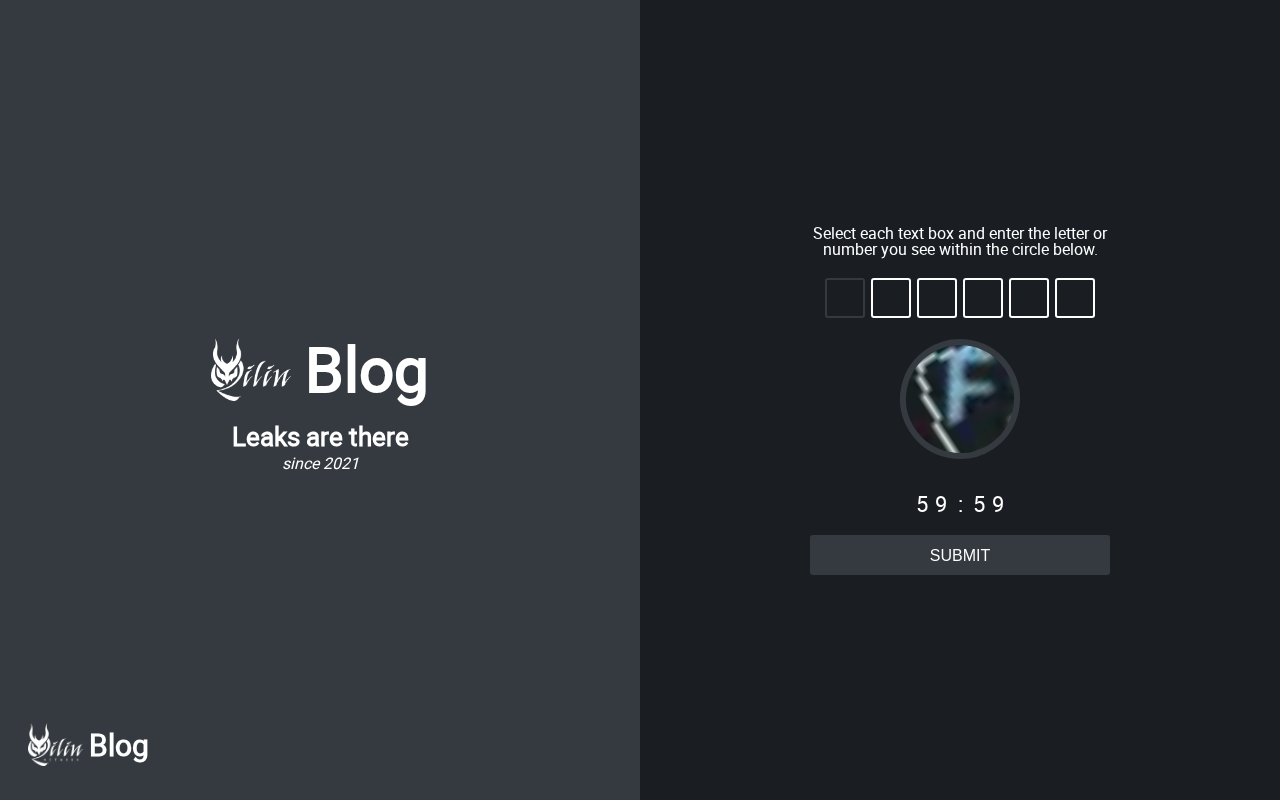 Qilin Blog
Leaks are there
since 2021
Qilin Blog
Select each text box and enter the letter or
number you see within the circle below.
F
59:59
SUBMIT